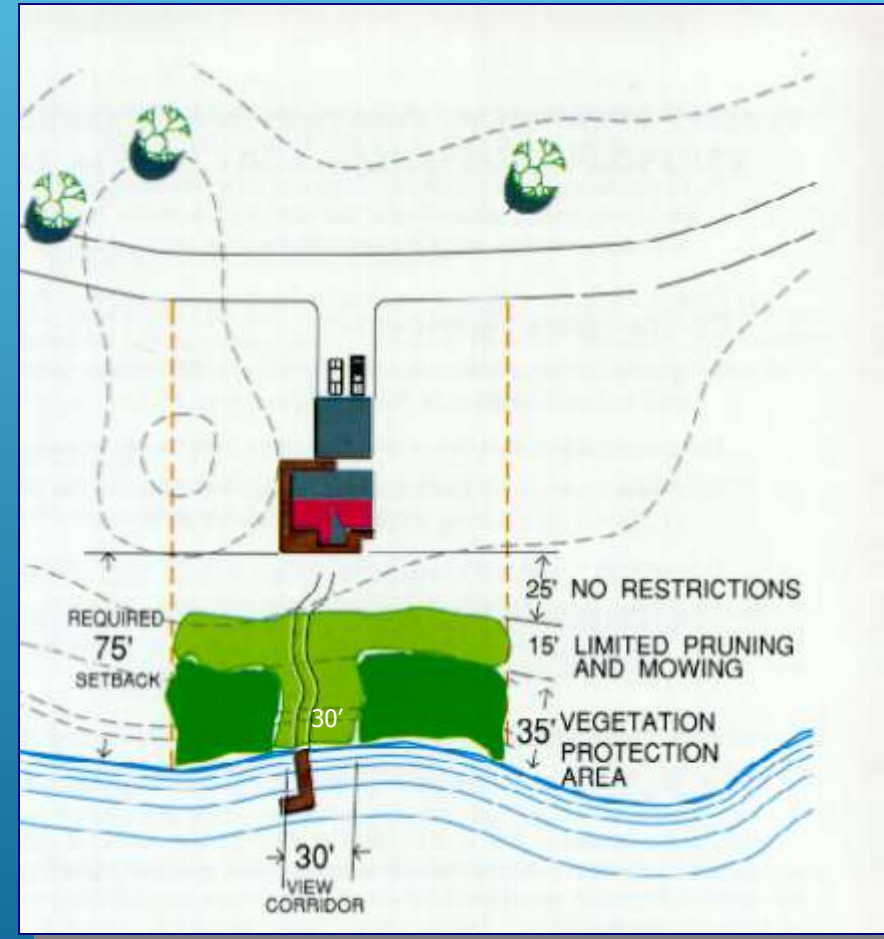 REQUIRED
75'
SETBACK
25' NO RESTRICTIONS
15' LIMITED PRUNING
AND MOWING
30'
35' VEGETATION
PROTECTION
AREA
30'
VIEW
CORRIDOR